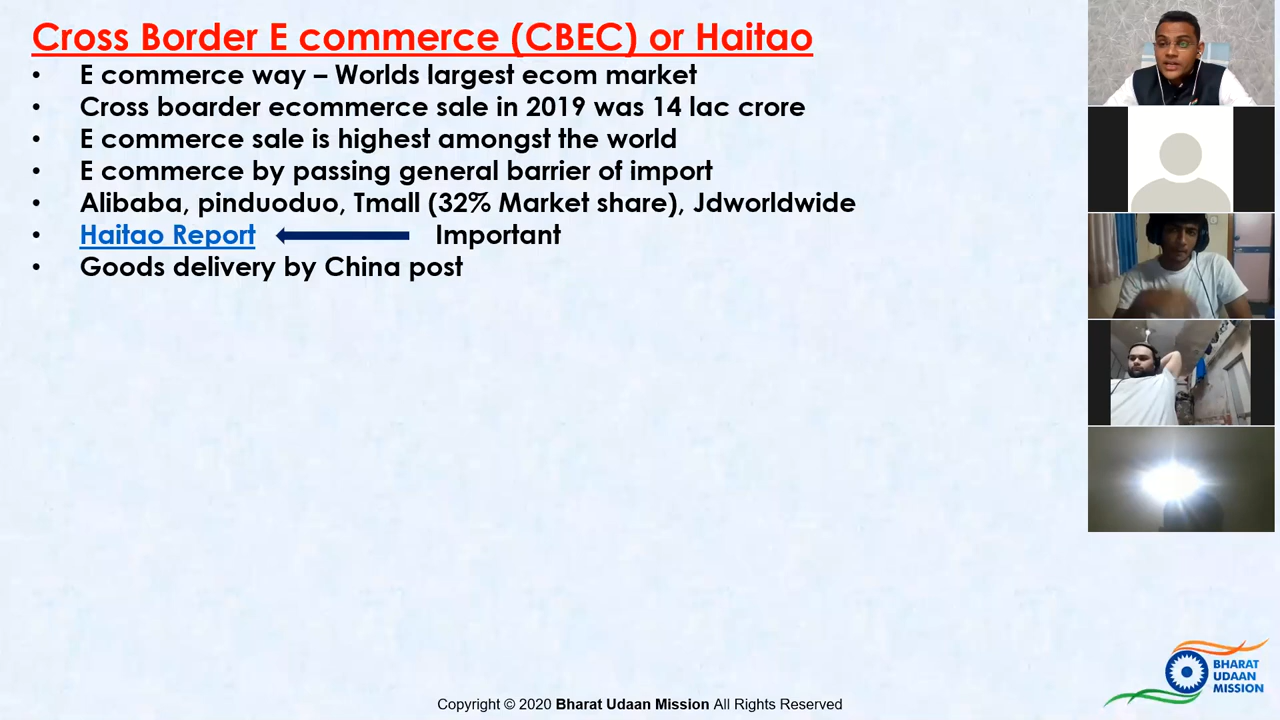 Cross Border E commerce (CBEC) or Haitao
• E commerce way – Worlds largest ecom market
• Cross boarder ecommerce sale in 2019 was 14 lac crore
• E commerce sale is highest amongst the world
• E commerce by passing general barrier of import
• Alibaba, pinduoduo, Tmall (32% Market share), Jdworldwide
• Haitao Report Important
• Goods delivery by China post
BHARAT
UDAAN
MISSION
Copyright © 2020 Bharat Udaan Mission All Rights Reserved